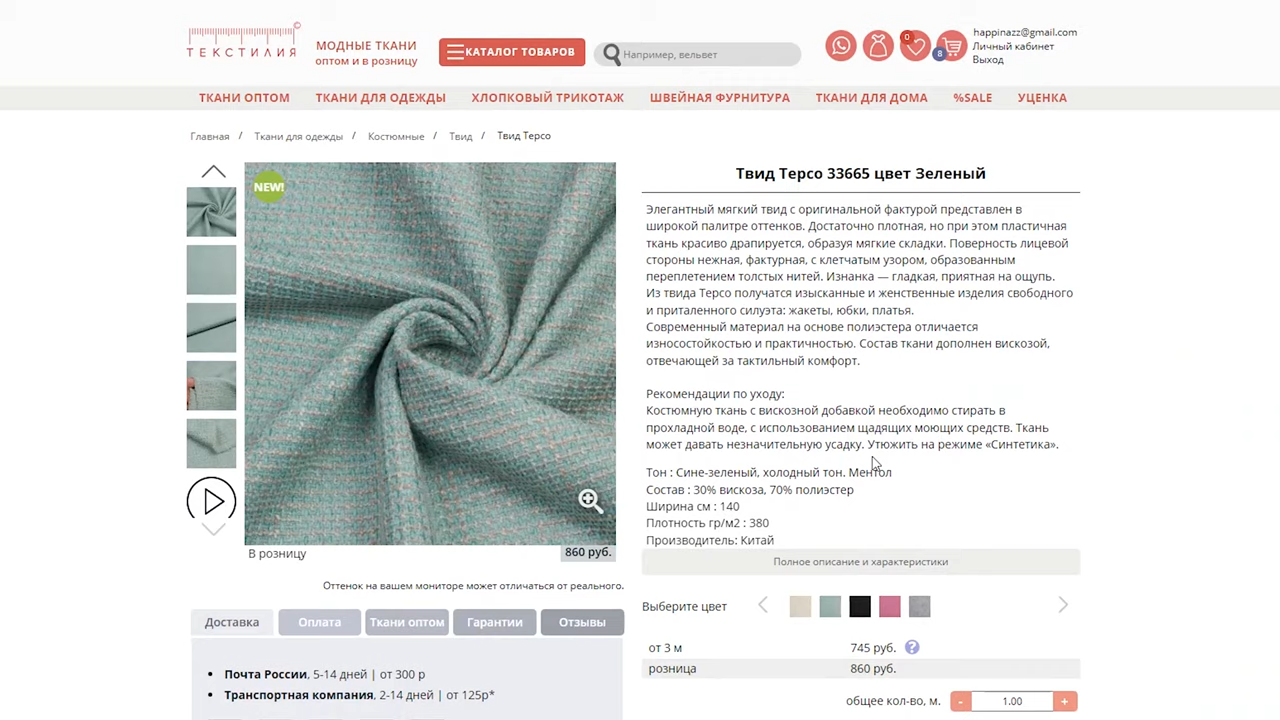 ТЕКСТИЛИЯ ©
МОДНЫЕ ТКАНИ
оптом и в розницу
КАТАЛОГ ТОВАРОВ
Например, вельвет
0
8
happinazz@gmail.com
Личный кабинет
Выход
ТКАНИ ОПТОМ ТКАНИ ДЛЯ ОДЕЖДЫ ХЛОПКОВЫЙ ТРИКОТАЖ ШВЕЙНАЯ ФУРНИТУРА ТКАНИ ДЛЯ ДОМА %SALE УЦЕНКА
Главная / Ткани для одежды / Костюмные / Твид / Твид Терсо
NEW!
В розницу 860 руб.
Оттенок на вашем мониторе может отличаться от реального.
Доставка Оплата Ткани оптом Гарантии Отзывы
• Почта России, 5-14 дней | от 300 р
• Транспортная компания, 2-14 дней | от 125р*
Твид Терсо 33665 цвет Зеленый
Элегантный мягкий твид с оригинальной фактурой представлен в
широкой палитре оттенков. Достаточно плотная, но при этом пластичная
ткань красиво драпируется, образуя мягкие складки. Поверность лицевой
стороны нежная, фактурная, с клетчатым узором, образованным
переплетением толстых нитей. Изнанка — гладкая, приятная на ощупь.
Из твида Терсо получатся изысканные и женственные изделия свободного
и приталенного силуэта: жакеты, юбки, платья.
Современный материал на основе полиэстера отличается
износостойкостью и практичностью. Состав ткани дополнен вискозой,
отвечающей за тактильный комфорт.
Рекомендации по уходу:
Костюмную ткань с вискозной добавкой необходимо стирать в
прохладной воде, с использованием щадящих моющих средств. Ткань
может давать незначительную усадку. Утюжить на режиме «Синтетика».
Тон : Сине-зеленый, холодный тон. Ментол
Состав : 30% вискоза, 70% полиэстер
Ширина см : 140
Плотность гр/м2 : 380
Производитель: Китай
Полное описание и характеристики
Выберите цвет
от 3 м 745 руб. ?
розница 860 руб.
общее кол-во, м. - 1.00 +